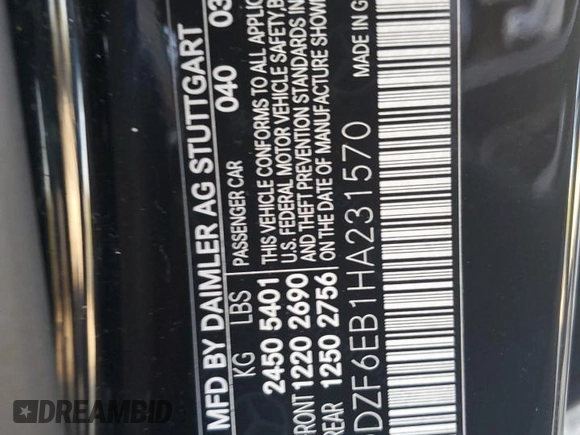 MFD BY DAIMLER AG STUTTGART
040 03
KG LBS PASSENGER CAR
2450 5401
FRONT 1220 2690
REAR 1250 2756
THIS VEHICLE CONFORMS TO ALL APPLIC
U.S. FEDERAL MOTOR VEHICLE SAFETY, B
AND THEFT PREVENTION STANDARDS IN
ON THE DATE OF MANUFACTURE SHOW
DZF6EB1HA231570 MADE IN G
DREAMBID